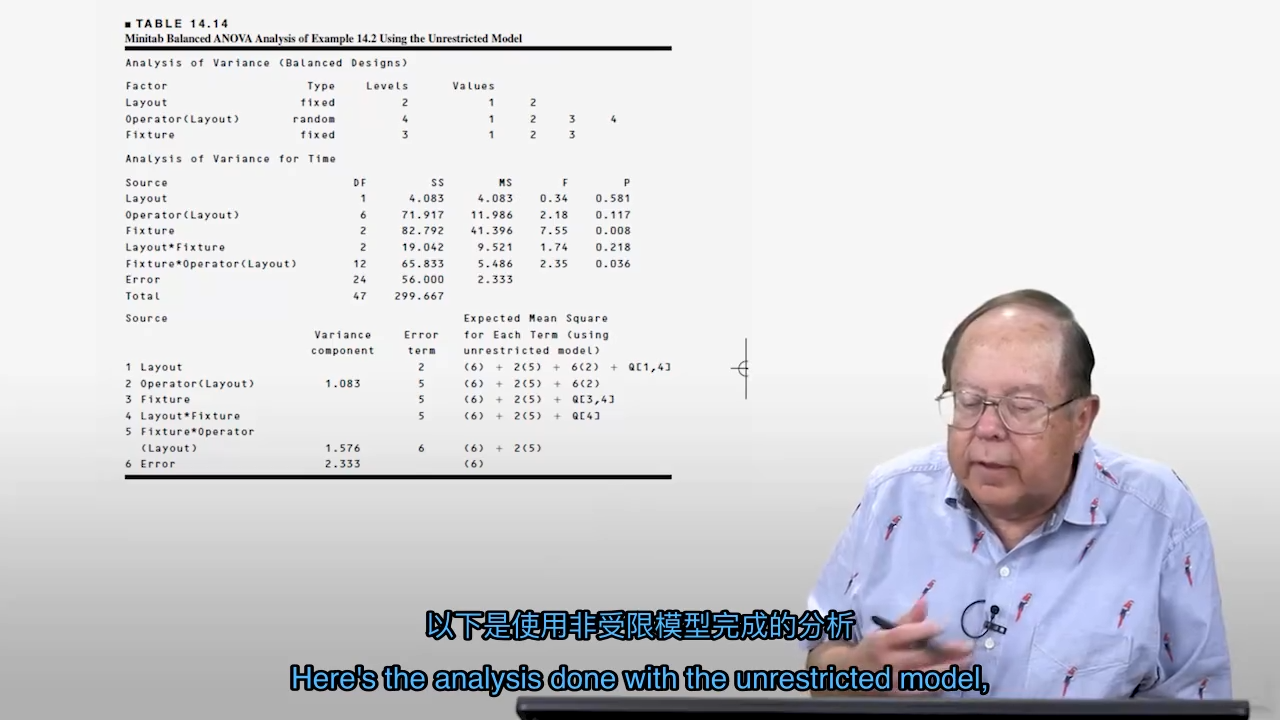 ■ TABLE 14.14
Minitab Balanced ANOVA Analysis of Example 14.2 Using the Unrestricted Model
Analysis of Variance (Balanced Designs)
Factor Type Levels Values
Layout fixed 2 1 2
Operator(Layout) random 4 1 2 3 4
Fixture fixed 3 1 2 3
Analysis of Variance for Time
Source DF SS MS F P
Layout 1 4.083 4.083 0.34 0.581
Operator(Layout) 6 71.917 11.986 2.18 0.117
Fixture 2 82.792 41.396 7.55 0.008
Layout*Fixture 2 19.042 9.521 1.74 0.218
Fixture*Operator(Layout) 12 65.833 5.486 2.35 0.036
Error 24 56.000 2.333
Total 47 299.667
Source Expected Mean Square
Variance Error for Each Term (using
component term unrestricted model)
1 Layout 2 (6) + 2(5) + 6(2) + Q[1,4]
2 Operator(Layout) 1.083 5 (6) + 2(5) + 6(2)
3 Fixture 5 (6) + 2(5) + Q[3,4]
4 Layout*Fixture 5 (6) + 2(5) + Q[4]
5 Fixture*Operator
(Layout) 1.576 6 (6) + 2(5)
6 Error 2.333 (6)
以下是使用非受限模型完成的分析
Here's the analysis done with the unrestricted model,